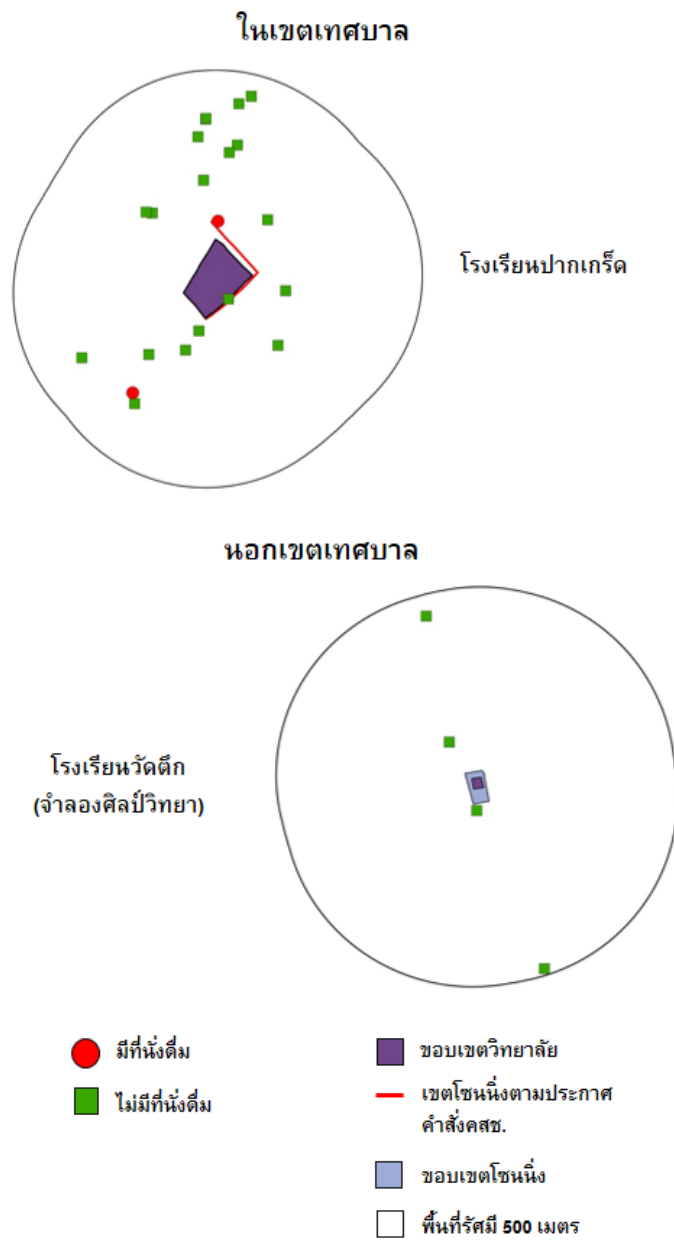 ในเขตเทศบาล
โรงเรียนปากเกร็ด
นอกเขตเทศบาล
โรงเรียนวัดตึก
(จำลองศิลป์วิทยา)
มีที่นั่งดื่ม
ไม่มีที่นั่งดื่ม
ขอบเขตวิทยาลัย
เขตโซนนิ่งตามประกาศ
คำสั่งคสช.
ขอบเขตโซนนิ่ง
พื้นที่รัศมี 500 เมตร